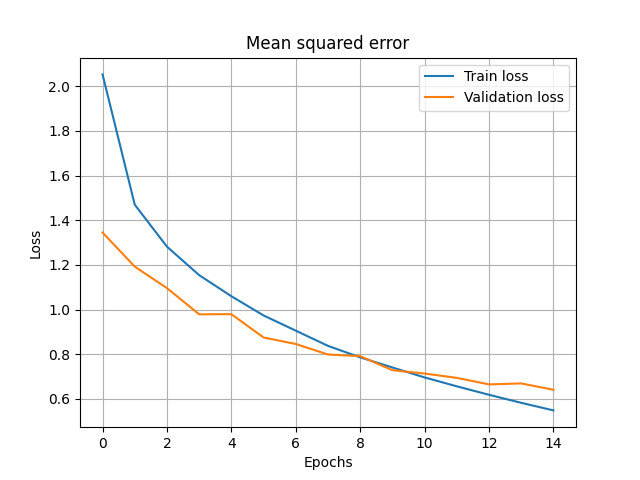 Mean squared error
Train loss
Validation loss
2.0
1.8
1.6
1.4
1.2
1.0
0.8
0.6
Loss
0 2 4 6 8 10 12 14
Epochs